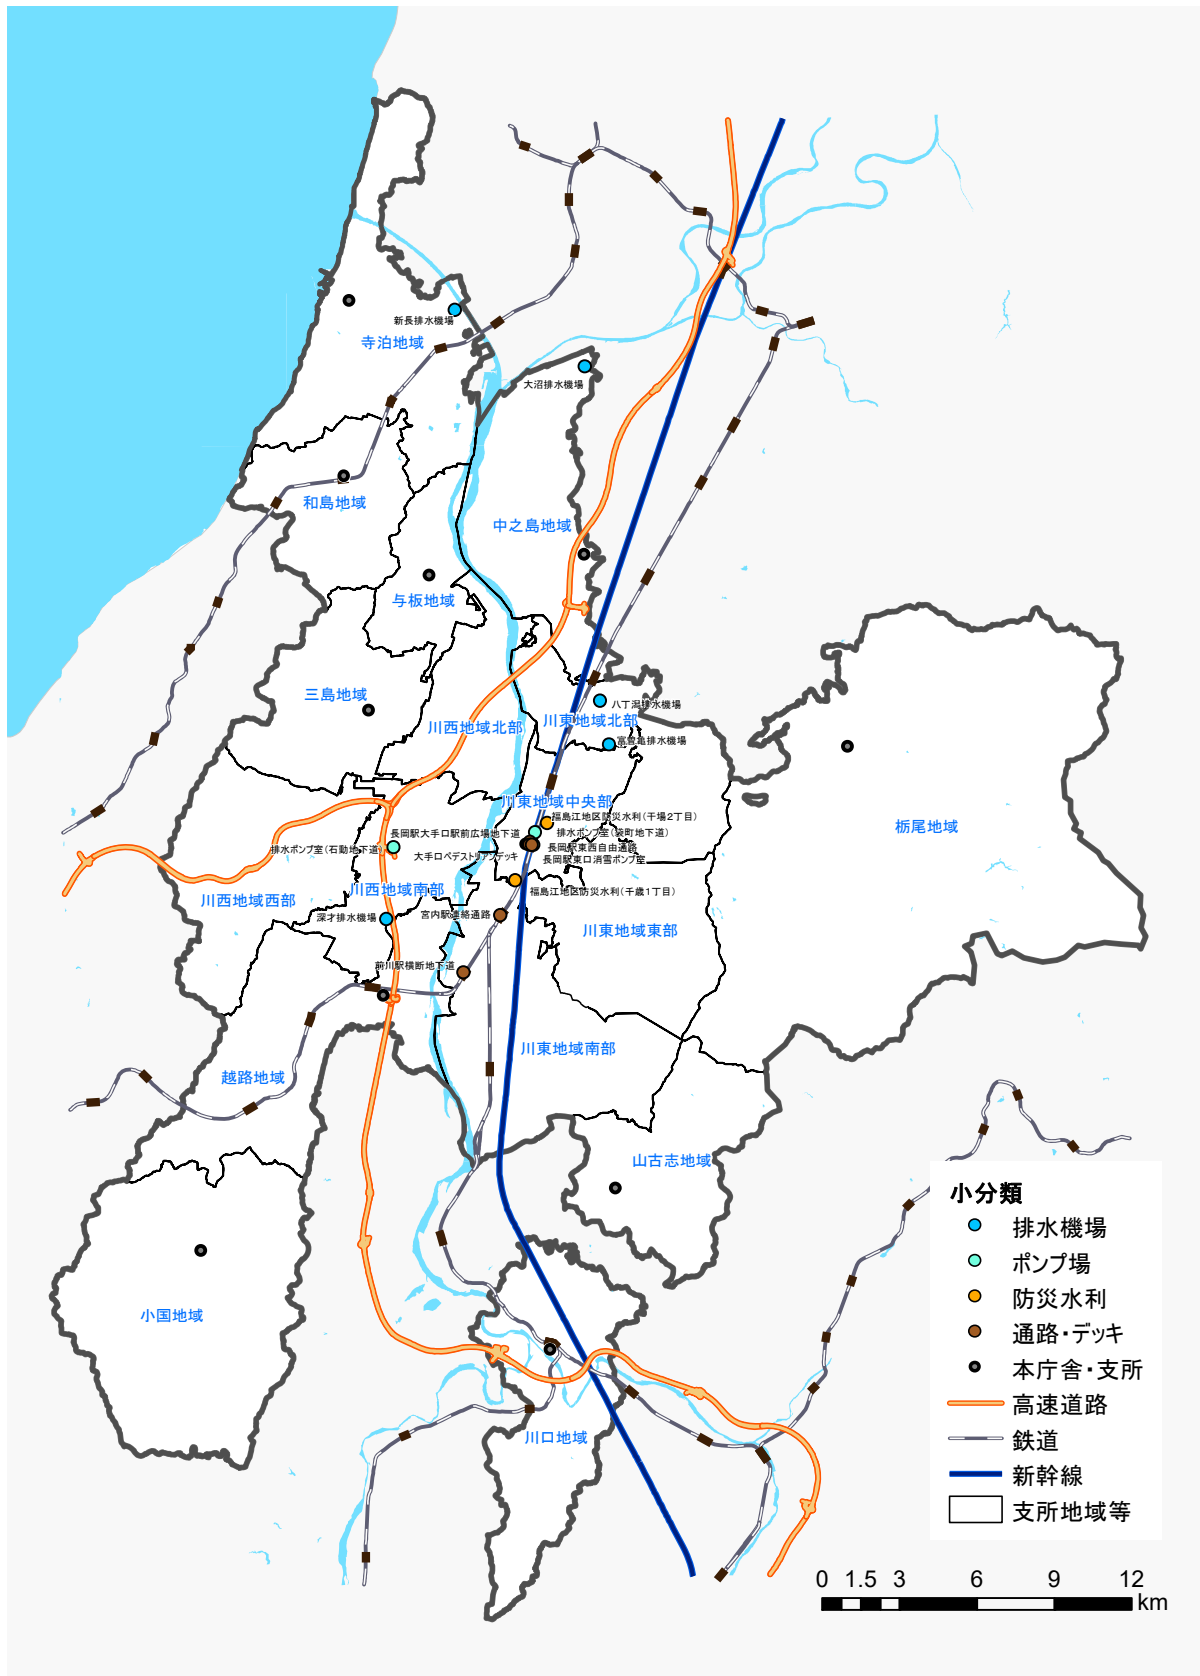 新長排水機場
寺泊地域
大沼排水機場
和島地域
中之島地域
与板地域
三島地域
八丁潟排水機場
川西地域北部
川東地域北部
富曽亀排水機場
栃尾地域
川東地域中央部
福島江地区防災水利(千場2丁目)
長岡駅大手口駅前広場地下道
排水ポンプ室(袋町地下道)
排水ポンプ室(石動地下道)
長岡駅東西自由通路
大手口ペデストリアンデッキ
長岡駅東口消雪ポンプ室
川西地域南部
福島江地区防災水利(千歳1丁目)
川西地域西部
深才排水機場
宮内駅連絡通路
川東地域東部
前川駅横断地下道
川東地域南部
越路地域
山古志地域
小国地域
川口地域
小分類
排水機場
ポンプ場
防災水利
通路・デッキ
本庁舎・支所
高速道路
鉄道
新幹線
支所地域等
0 1.5 3 6 9 12
km